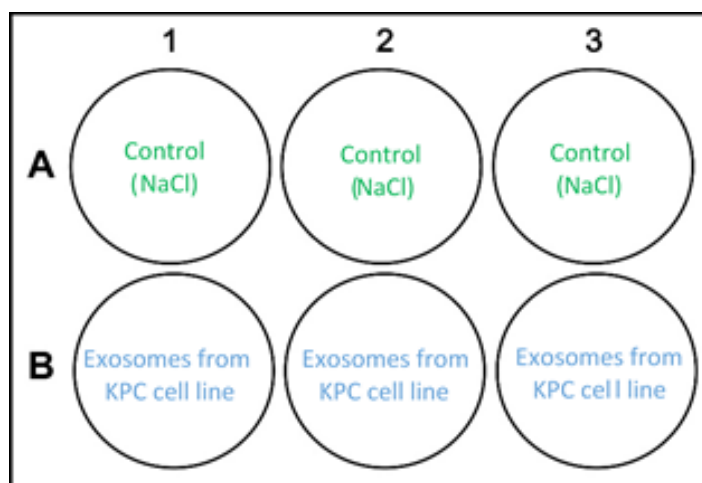 1 2 3
A
Control
(NaCl)
Control
(NaCl)
Control
(NaCl)
B
Exosomes from
KPC cell line
Exosomes from
KPC cell line
Exosomes from
KPC cell line